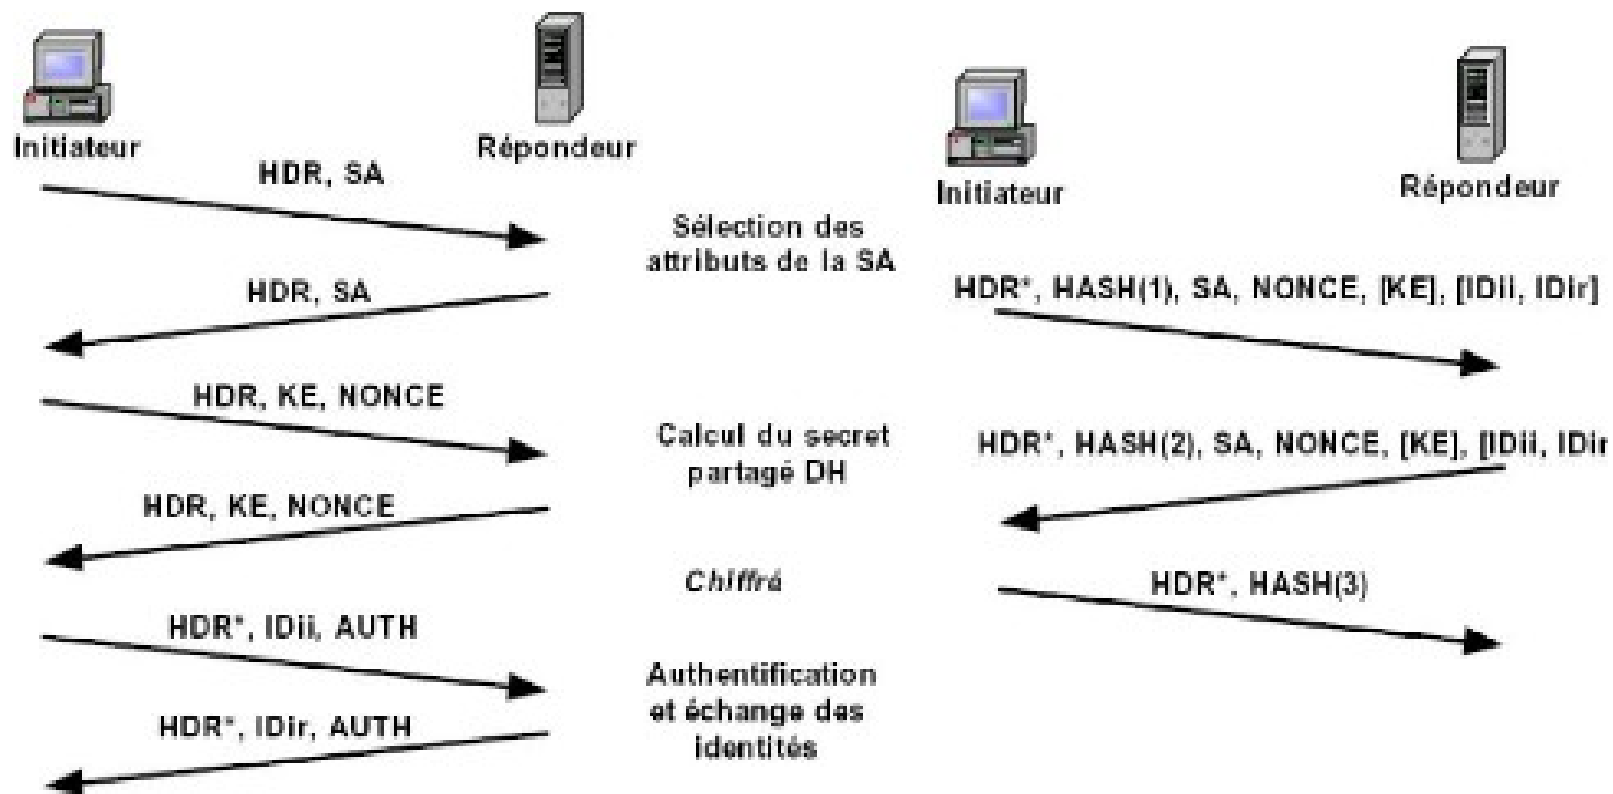 Initiateur
Répondeur
HDR, SA
Sélection des
attributs de la SA
HDR, SA
HDR, KE, NONCE
Calcul du secret
partagé DH
HDR, KE, NONCE
Chiffré
HDR*, IDii, AUTH
Authentification
et échange des
identités
HDR*, IDir, AUTH
Initiateur
Répondeur
HDR*, HASH(1), SA, NONCE, [KE], [IDii, IDir]
HDR*, HASH(2), SA, NONCE, [KE], [IDii, IDir
HDR*, HASH(3)